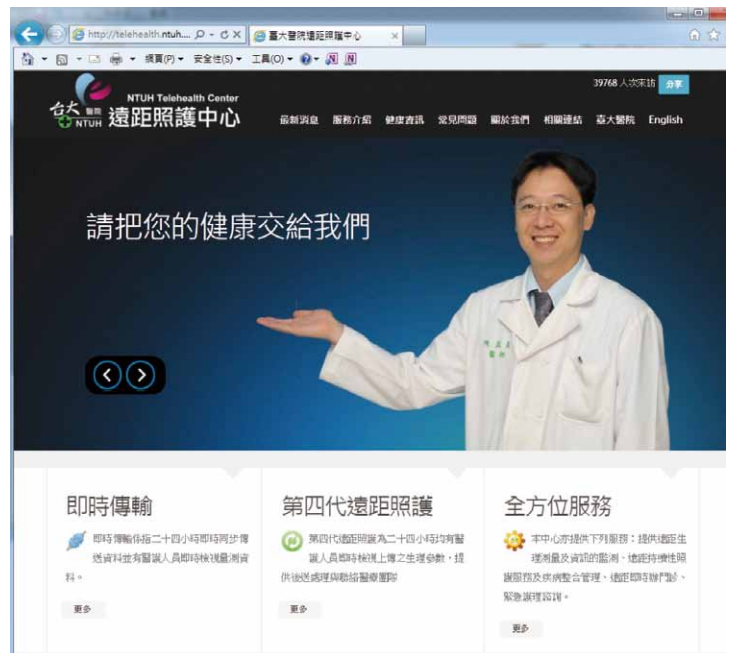 http://telehealth.ntuh....
臺大醫院遠距照護中心
網頁(P)
安全性(S)
工具(O)
39768 人次來訪 分享
台大醫院 NTUH
NTUH Telehealth Center
遠距照護中心
最新消息 服務介紹 健康資訊 常見問題 關於我們 相關連結 臺大醫院 English
請把您的健康交給我們
醫師
即時傳輸
即時傳輸係指二十四小時即時同步傳
送資料並有醫護人員即時檢視量測資
料。
更多
第四代遠距照護
第四代遠距照護為二十四小時均有醫
護人員即時檢視上傳之生理參數,提
供後送處理與聯絡醫療團隊
更多
全方位服務
本中心亦提供下列服務:提供遠距生
理測量及資訊的監測、遠距持續性照
護服務及疾病整合管理、遠距即時辦門診、
緊急護理諮詢。
更多